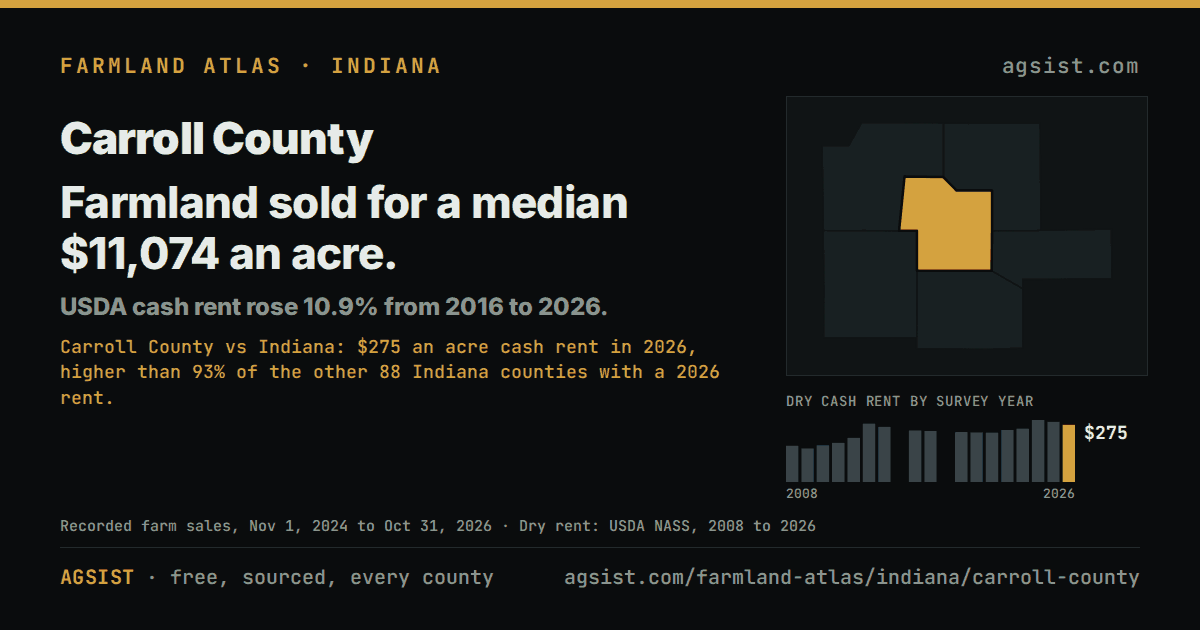 FARMLAND ATLAS · INDIANA
agsist.com
Carroll County
Farmland sold for a median
$11,074 an acre.
USDA cash rent rose 10.9% from 2016 to 2026.
Carroll County vs Indiana: $275 an acre cash rent in 2026,
higher than 93% of the other 88 Indiana counties with a 2026
rent.
DRY CASH RENT BY SURVEY YEAR
$275
2008
2026
Recorded farm sales, Nov 1, 2024 to Oct 31, 2026 · Dry rent: USDA NASS, 2008 to 2026
AGSIST · free, sourced, every county
agsist.com/farmland-atlas/indiana/carroll-county